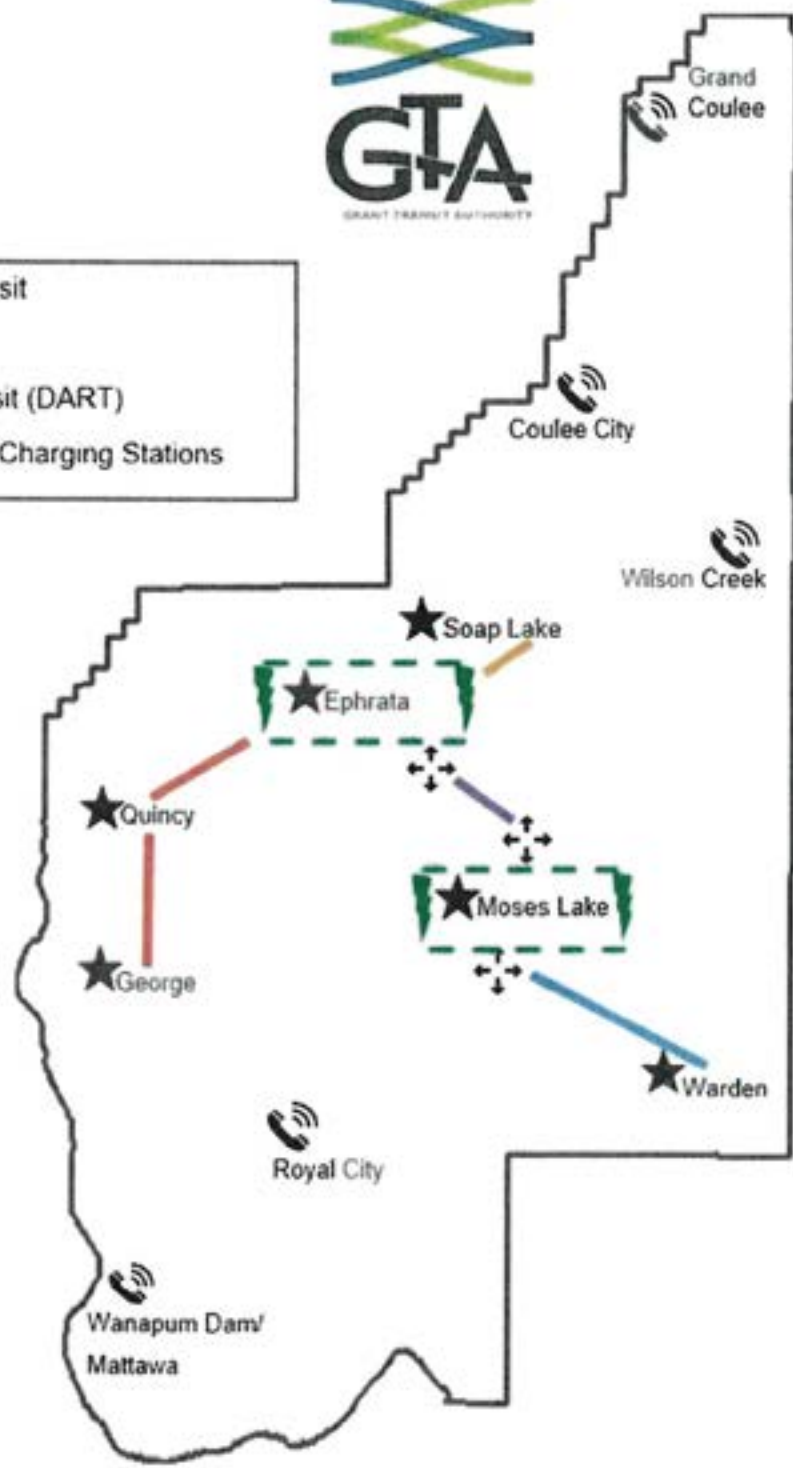 GTA
GRANT TRANSIT AUTHORITY
Grand
Coulee
sit
sit (DART)
Charging Stations
Coulee City
Wilson Creek
Soap Lake
Ephrata
Quincy
Moses Lake
George
Warden
Royal City
Wanapum Dam/
Mattawa